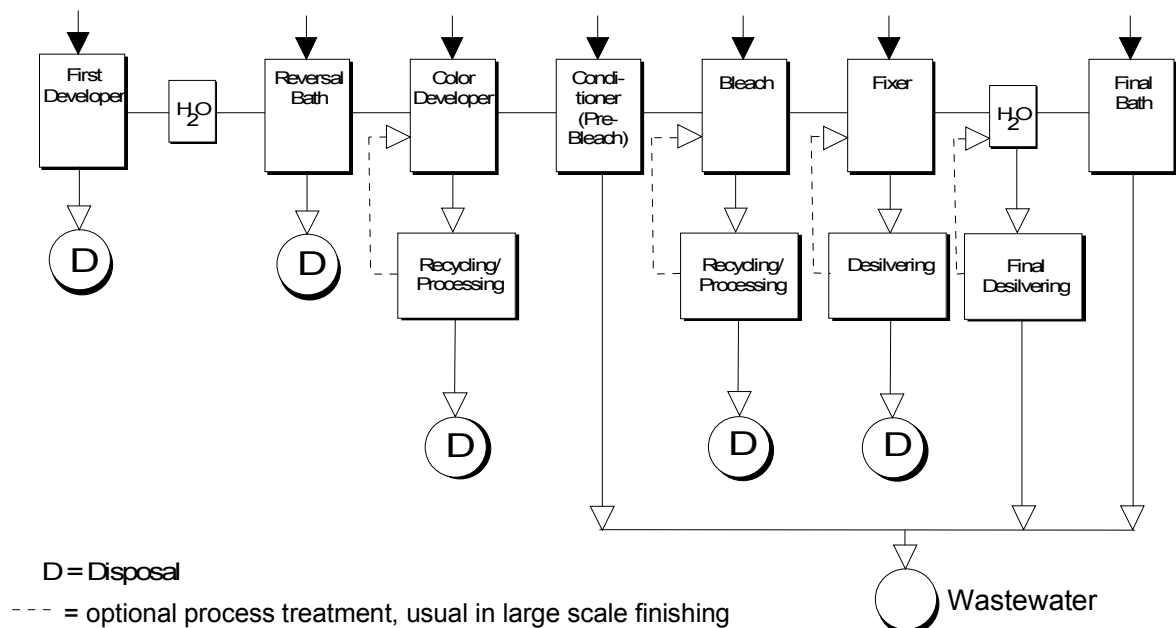 First
Developer
H2O
Reversal
Bath
Color
Developer
Condi-
tioner
(Pre-
Bleach)
Bleach
Fixer
H2O
Final
Bath
D
D
Recycling/
Processing
Recycling/
Processing
Desilvering
Final
Desilvering
D
D
D
D = Disposal
--- = optional process treatment, usual in large scale finishing
Wastewater